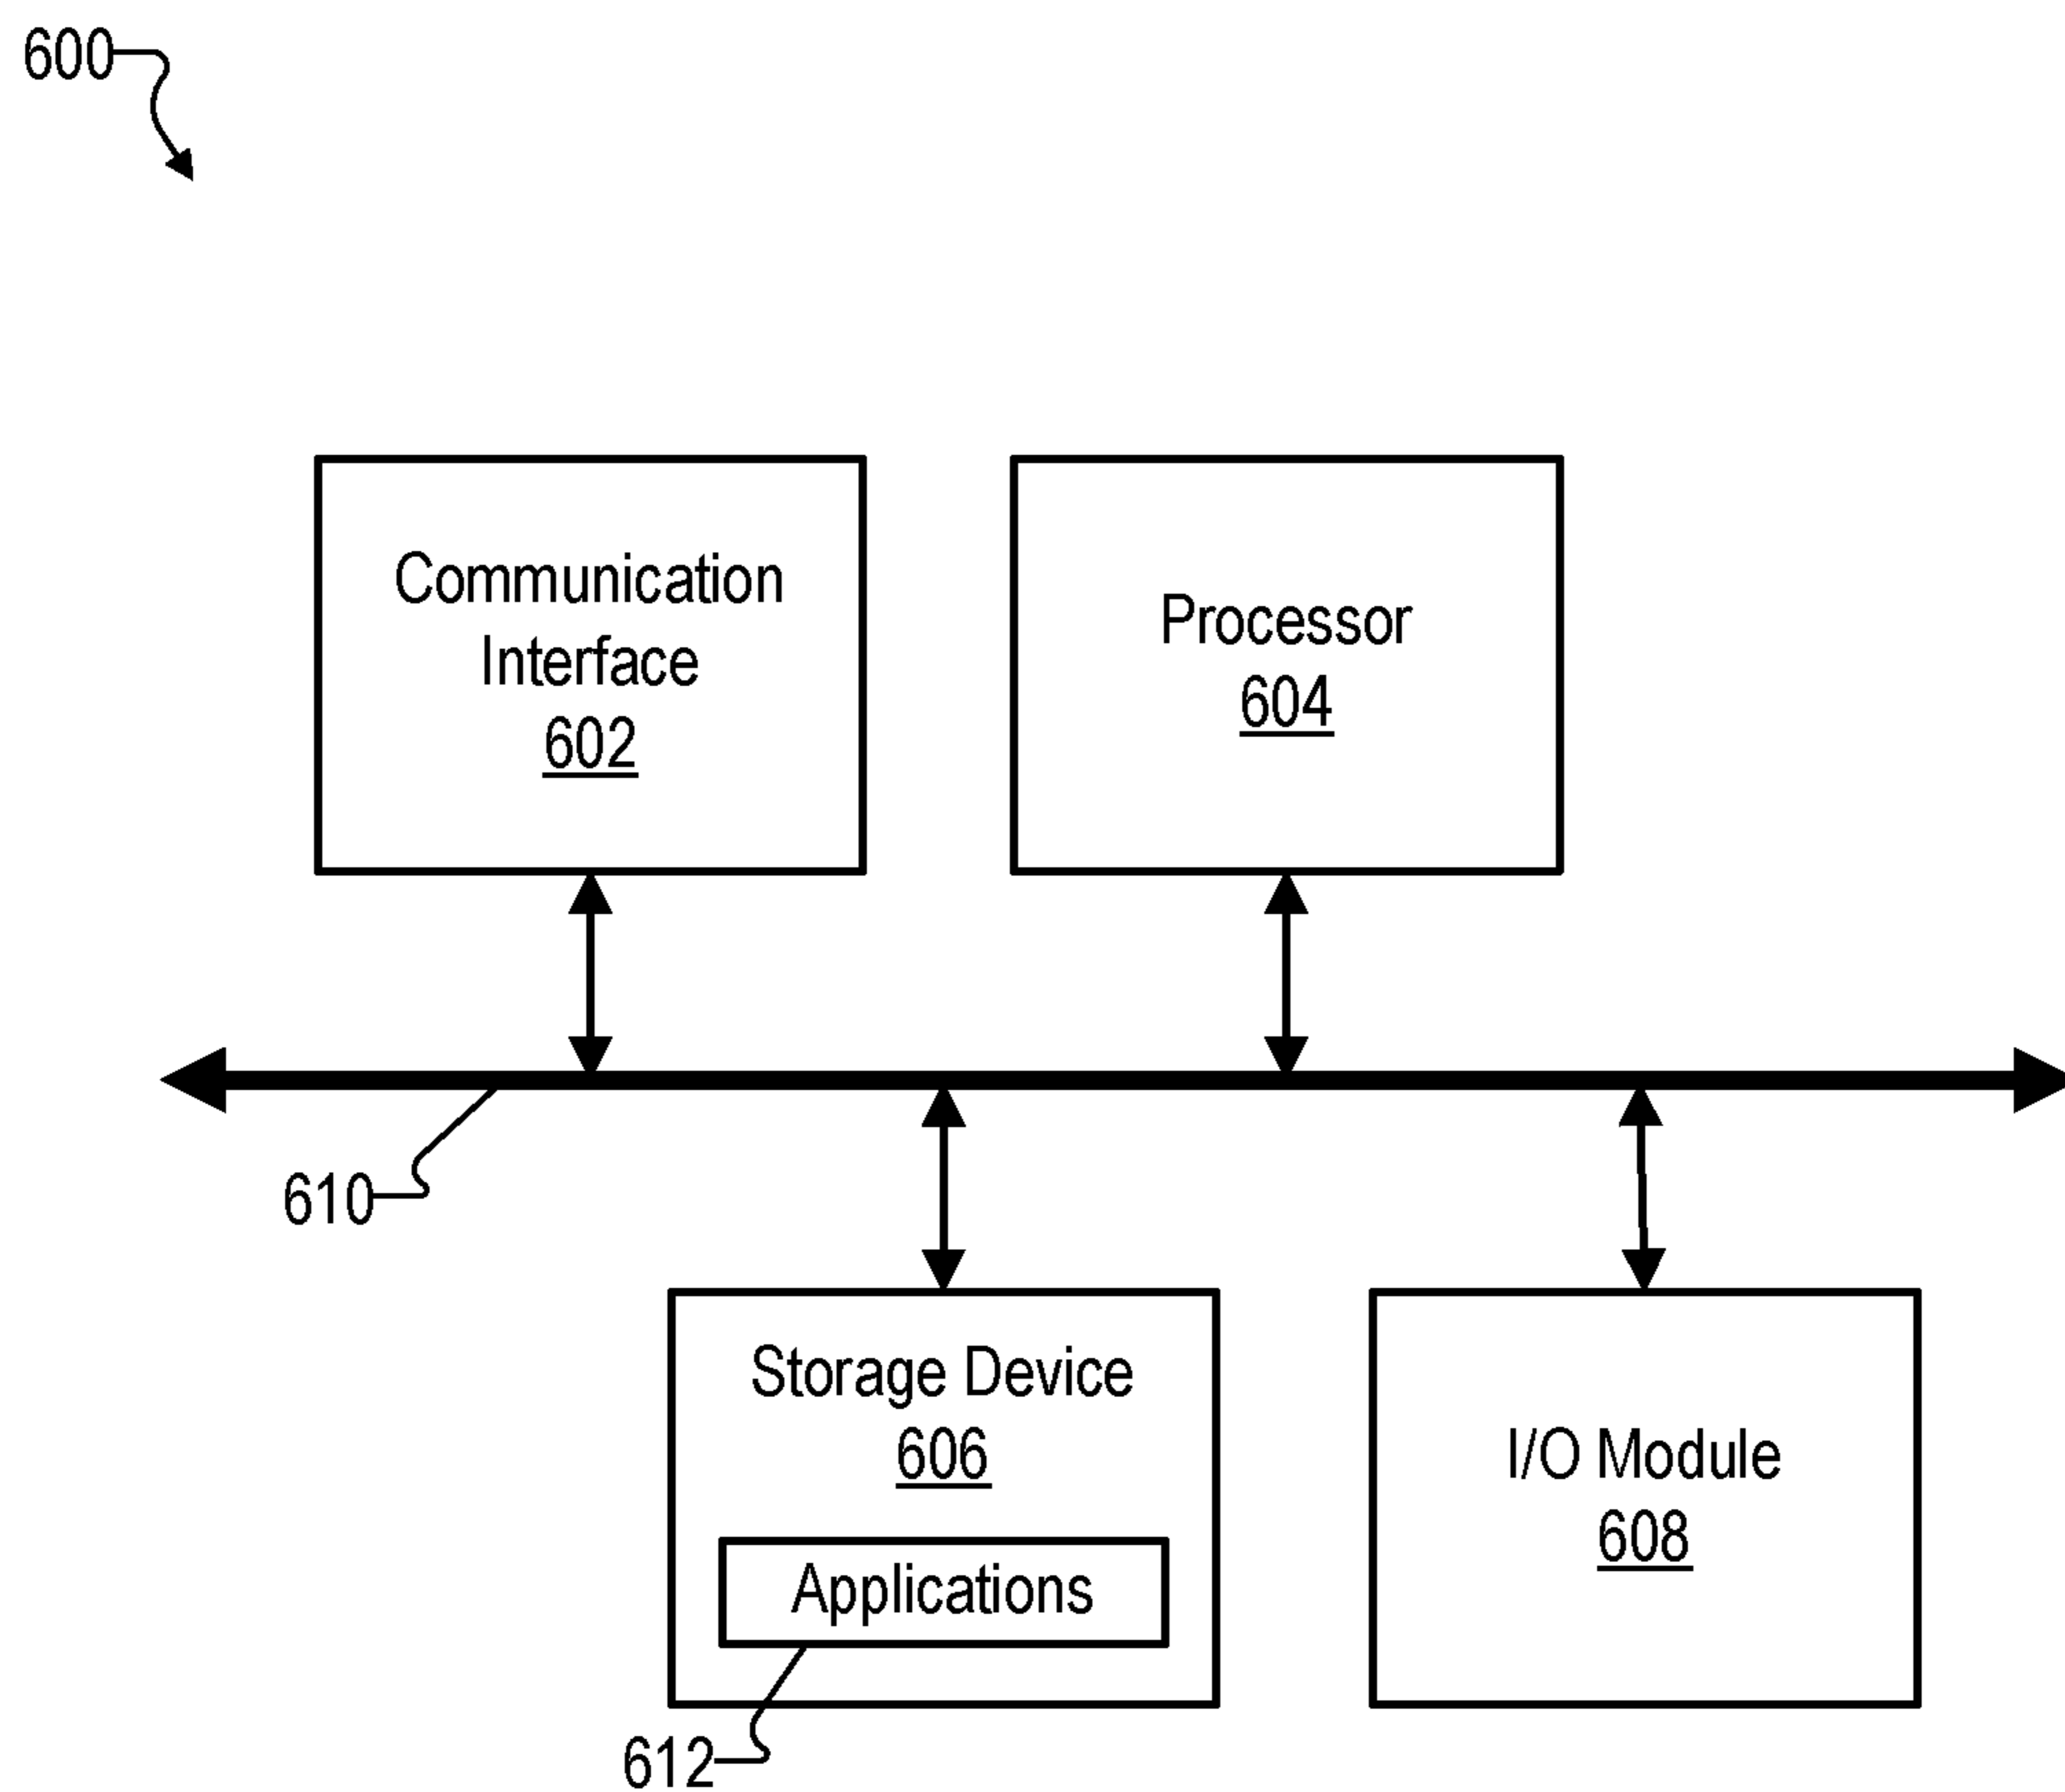 600
Communication
Interface
602
Processor
604
610
Storage Device
606
Applications
612
I/O Module
608